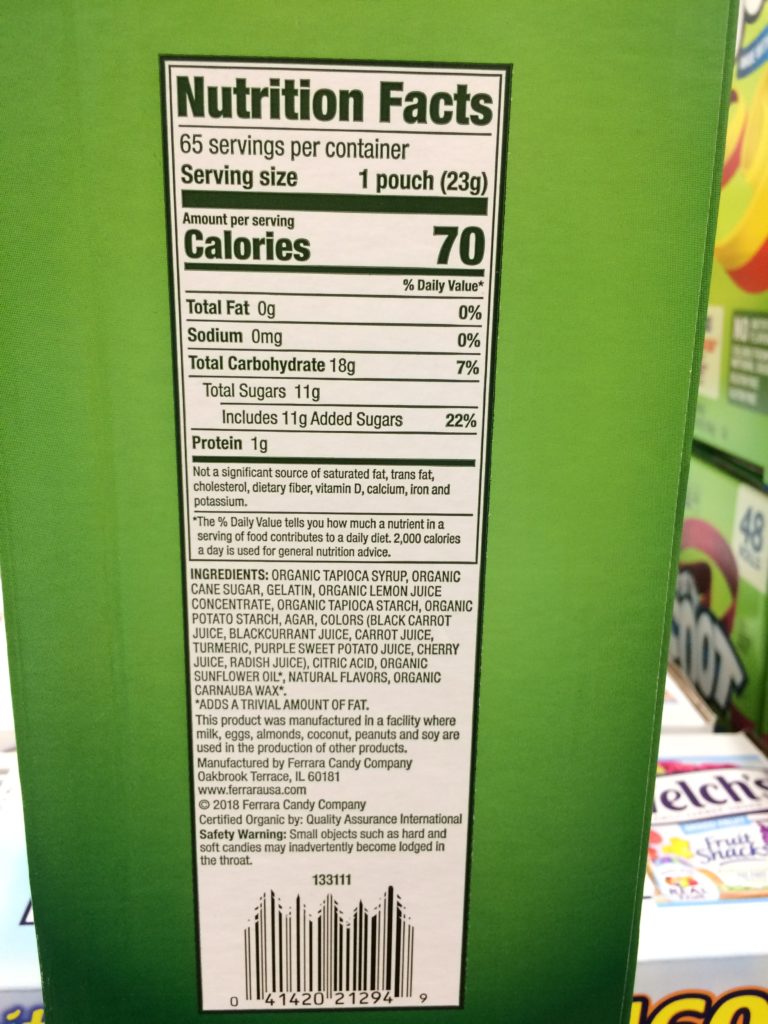 Nutrition Facts
65 servings per container
Serving size 1 pouch (23g)
Amount per serving
Calories 70
% Daily Value*
Total Fat 0g 0%
Sodium 0mg 0%
Total Carbohydrate 18g 7%
Total Sugars 11g
Includes 11g Added Sugars 22%
Protein 1g
Not a significant source of saturated fat, trans fat,
cholesterol, dietary fiber, vitamin D, calcium, iron and
potassium.
*The % Daily Value tells you how much a nutrient in a
serving of food contributes to a daily diet. 2,000 calories
a day is used for general nutrition advice.
INGREDIENTS: ORGANIC TAPIOCA SYRUP, ORGANIC
CANE SUGAR, GELATIN, ORGANIC LEMON JUICE
CONCENTRATE, ORGANIC TAPIOCA STARCH, ORGANIC
POTATO STARCH, AGAR, COLORS (BLACK CARROT
JUICE, BLACKCURRANT JUICE, CARROT JUICE,
TURMERIC, PURPLE SWEET POTATO JUICE, CHERRY
JUICE, RADISH JUICE), CITRIC ACID, ORGANIC
SUNFLOWER OIL*, NATURAL FLAVORS, ORGANIC
CARNAUBA WAX*.
*ADDS A TRIVIAL AMOUNT OF FAT.
This product was manufactured in a facility where
milk, eggs, almonds, coconut, peanuts and soy are
used in the production of other products.
Manufactured by Ferrara Candy Company
Oakbrook Terrace, IL 60181
www.ferrarausa.com
© 2018 Ferrara Candy Company
Certified Organic by: Quality Assurance International
Safety Warning: Small objects such as hard and
soft candies may inadvertently become lodged in
the throat.
133111
0 41420 21294 9
48
OOT
elch's
Fruit
Snacks